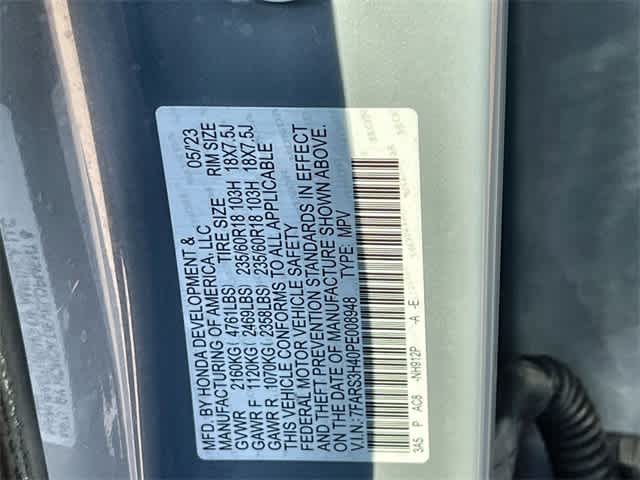 MFD. BY HONDA DEVELOPMENT & 05/'23
MANUFACTURING OF AMERICA, LLC
TIRE SIZE RIM SIZE
GVWR 2160KG( 4761LBS)
GAWR F 1120KG( 2469LBS) 235/60R18 103H 18X7.5J
GAWR R 1070KG( 2358LBS) 235/60R18 103H 18X7.5J
THIS VEHICLE CONFORMS TO ALL APPLICABLE
FEDERAL MOTOR VEHICLE SAFETY
AND THEFT PREVENTION STANDARDS IN EFFECT
ON THE DATE OF MANUFACTURE SHOWN ABOVE.
V.I.N.:7FARS3H40PE008948 TYPE: MPV
3A5 P AC8 -NH912P -A -E